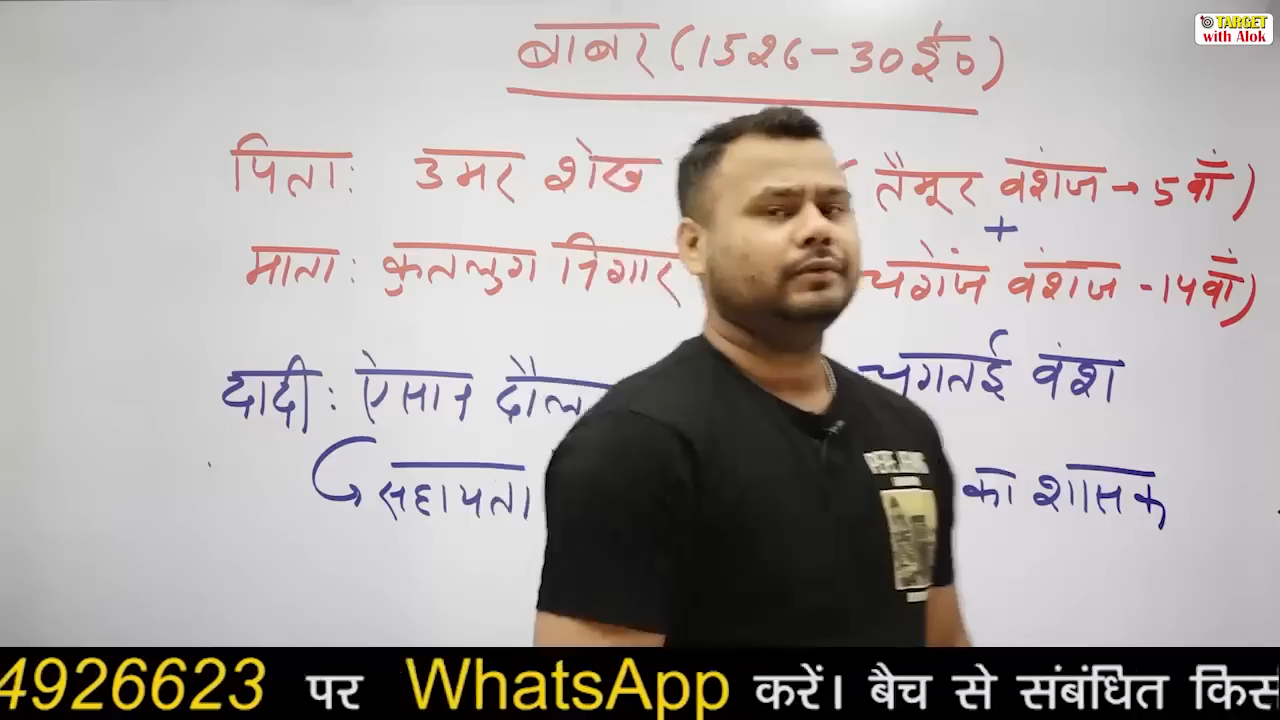 TARGET
with Alok
बाबर (1526-30ई०)
पिता: उमर शेख तैमूर वंशज → 5वाँ)
+
माता: कुतलुग निगार चंगेज वंशज -14वाँ)
दादी: ऐसान दौल चगताई वंश
सहायता का शासक
4926623 पर WhatsApp करें। बैच से संबंधित किस